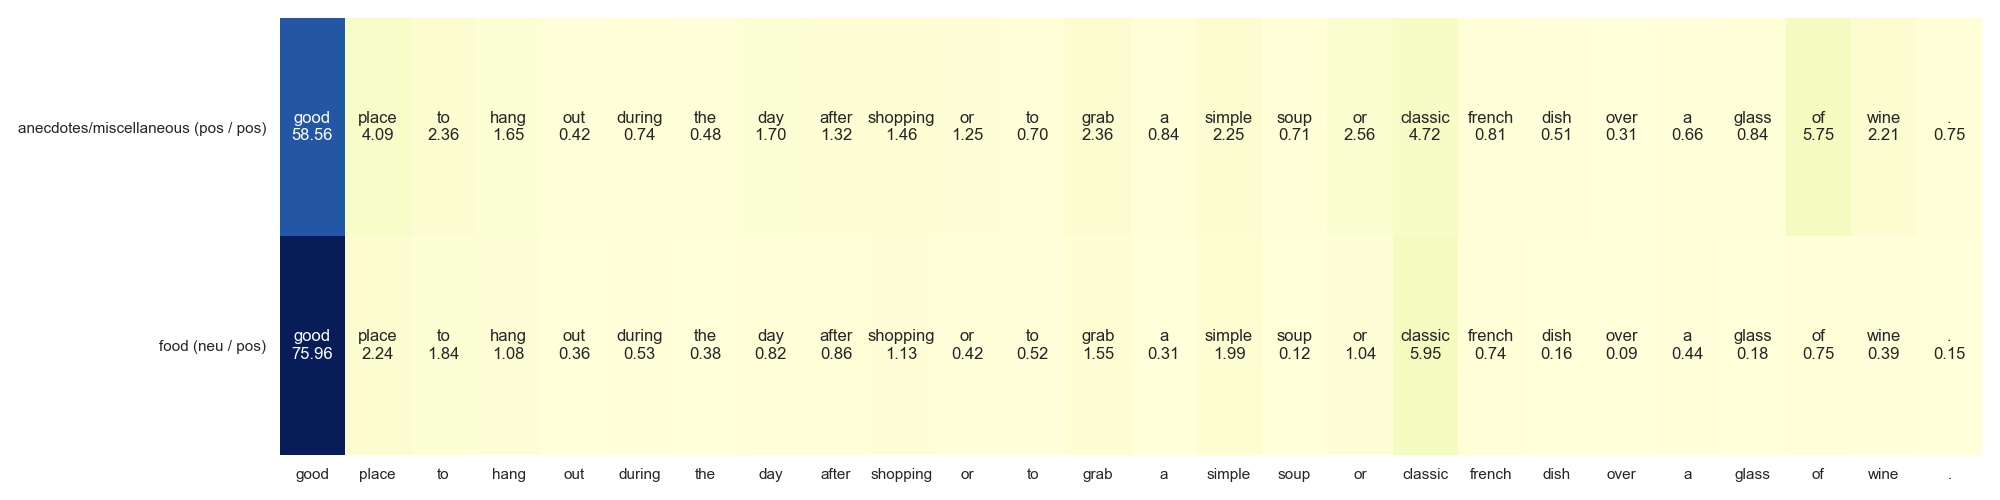 good place to hang out during the day after shopping or to grab a simple soup or classic french dish over a glass of wine .
anecdotes/miscellaneous (pos / pos) 58.56 4.09 2.36 1.65 0.42 0.74 0.48 1.70 1.32 1.46 1.25 0.70 2.36 0.84 2.25 0.71 2.56 4.72 0.81 0.51 0.31 0.66 0.84 5.75 2.21 0.75
good place to hang out during the day after shopping or to grab a simple soup or classic french dish over a glass of wine .
food (neu / pos) 75.96 2.24 1.84 1.08 0.36 0.53 0.38 0.82 0.86 1.13 0.42 0.52 1.55 0.31 1.99 0.12 1.04 5.95 0.74 0.16 0.09 0.44 0.18 0.75 0.39 0.15
good place to hang out during the day after shopping or to grab a simple soup or classic french dish over a glass of wine .